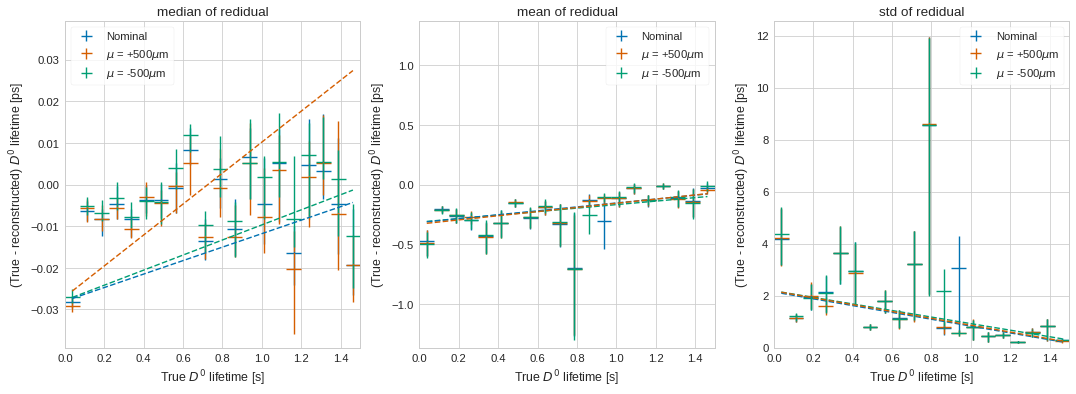 median of redidual
(True - reconstructed) D⁰ lifetime [ps]
0.03
0.02
0.01
0.00
−0.01
−0.02
−0.03
0.0 0.2 0.4 0.6 0.8 1.0 1.2 1.4
True D⁰ lifetime [s]
Nominal
μ = +500μm
μ = -500μm
mean of redidual
(True - reconstructed) D⁰ lifetime [ps]
1.0
0.5
0.0
−0.5
−1.0
0.0 0.2 0.4 0.6 0.8 1.0 1.2 1.4
True D⁰ lifetime [s]
Nominal
μ = +500μm
μ = -500μm
std of redidual
(True - reconstructed) D⁰ lifetime [ps]
12
10
8
6
4
2
0
0.0 0.2 0.4 0.6 0.8 1.0 1.2 1.4
True D⁰ lifetime [s]
Nominal
μ = +500μm
μ = -500μm